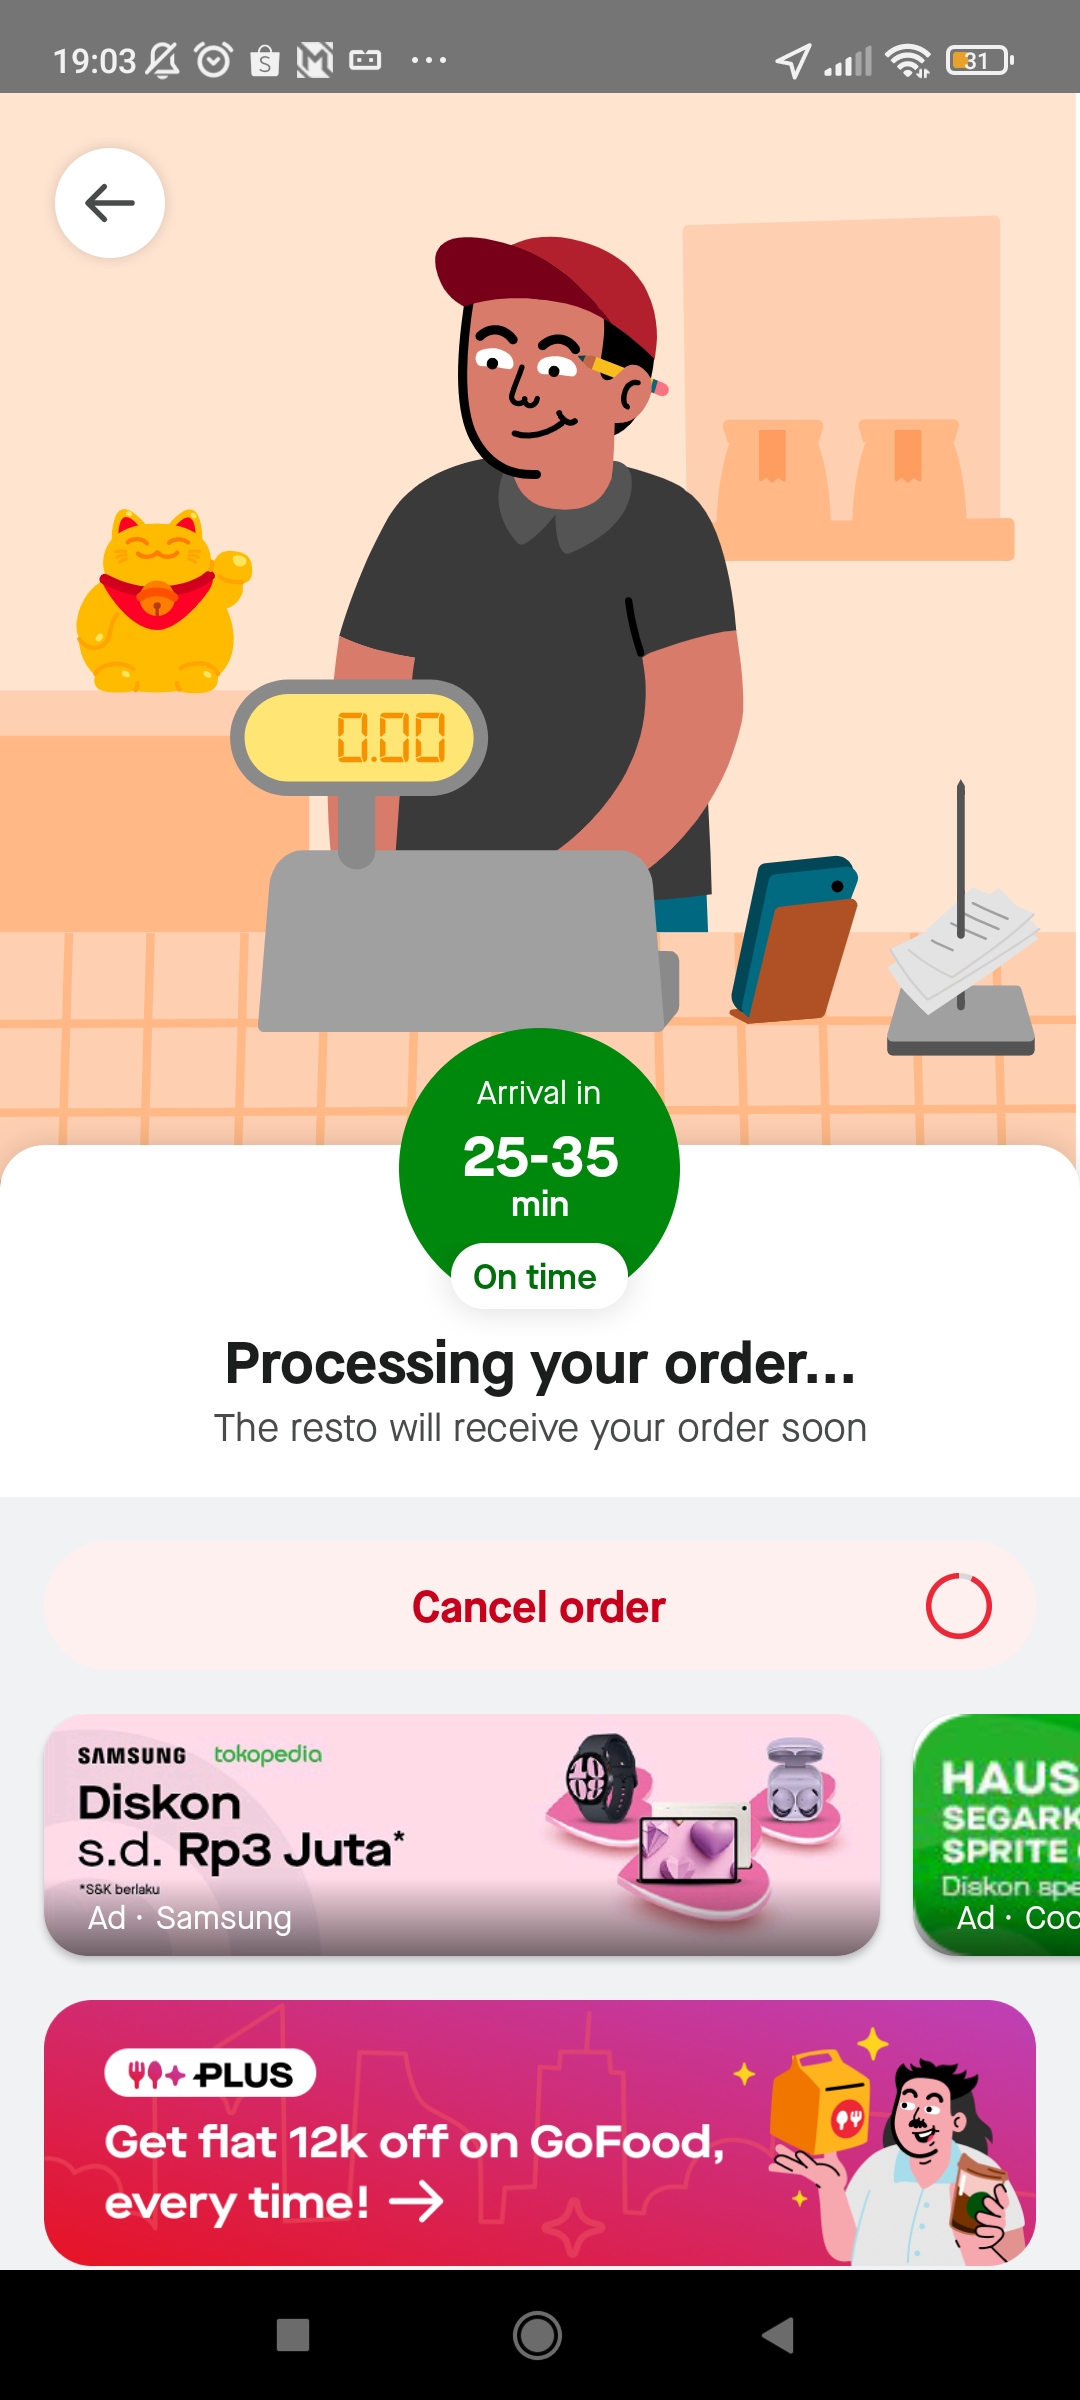 19:03
31
0.00
Arrival in
25-35
min
On time
Processing your order...
The resto will receive your order soon
Cancel order
SAMSUNG tokopedia
Diskon
s.d. Rp3 Juta*
*S&K berlaku
Ad · Samsung
HAUS
SEGARK
SPRITE
Diskon spe
Ad · Coc
PLUS
Get flat 12k off on GoFood,
every time! →